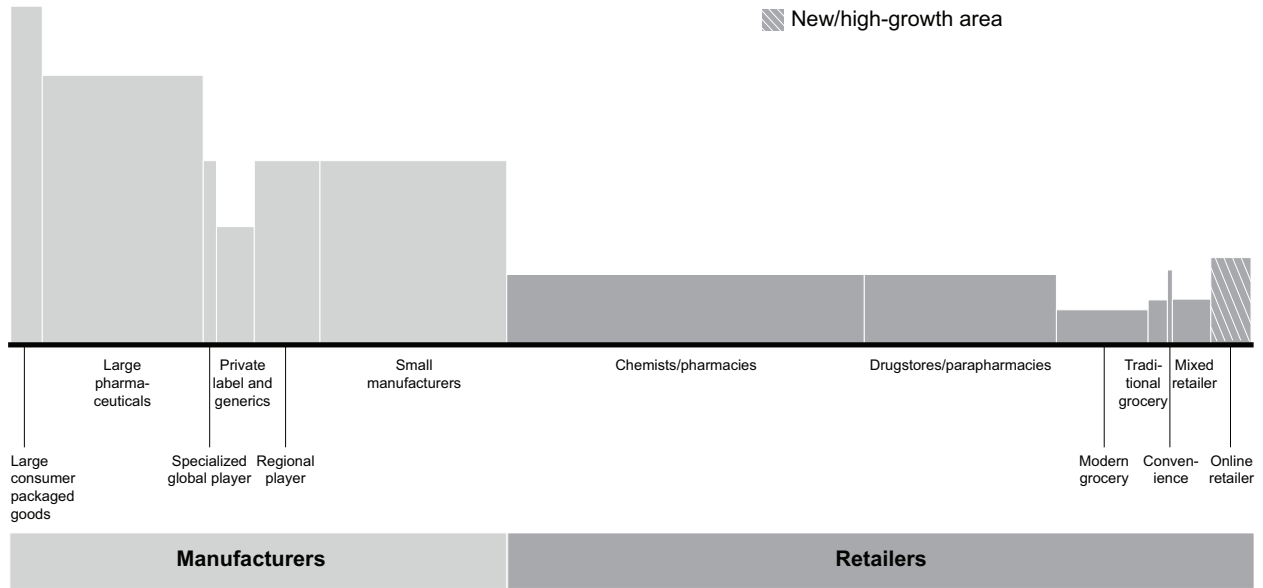 New/high-growth area
Large
pharma-
ceuticals
Private
label and
generics
Small
manufacturers
Chemists/pharmacies
Drugstores/parapharmacies
Tradi-
tional
grocery
Mixed
retailer
Large
consumer
packaged
goods
Specialized
global player
Regional
player
Modern
grocery
Conven-
ience
Online
retailer
Manufacturers
Retailers